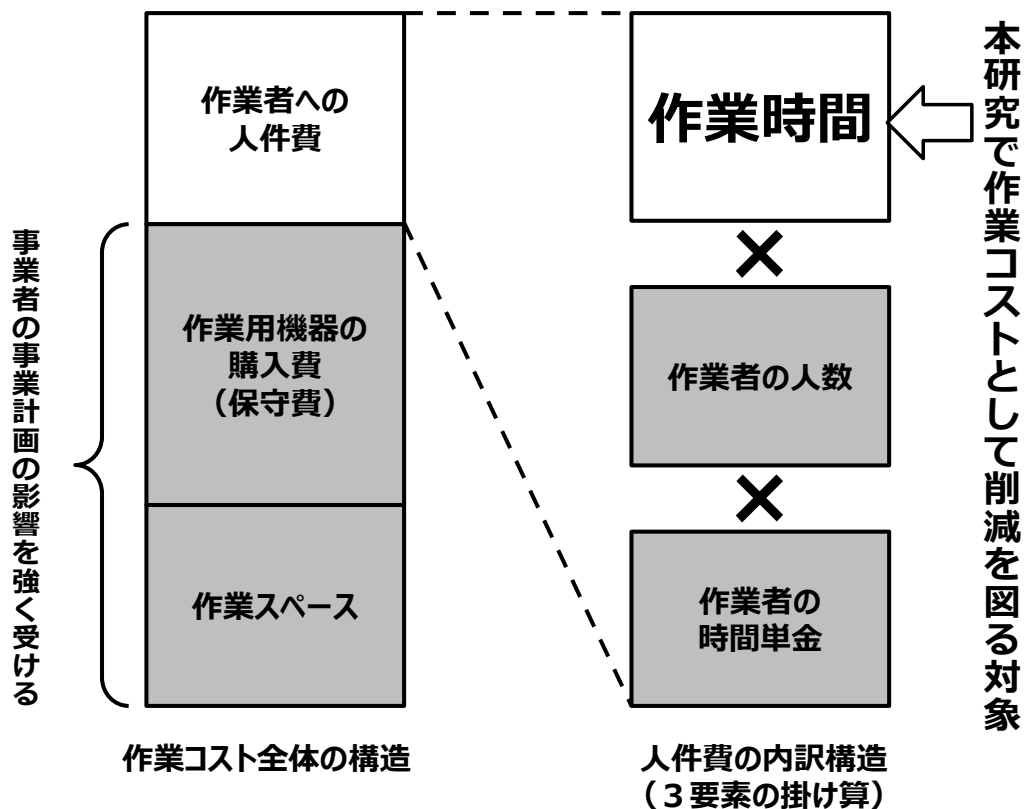 作業者への
人件費
作業用機器の
購入費
（保守費）
作業スペース
事業者の事業計画の影響を強く受ける
作業コスト全体の構造
作業時間
×
作業者の人数
×
作業者の
時間単金
本研究で作業コストとして削減を図る対象
人件費の内訳構造
（３要素の掛け算）